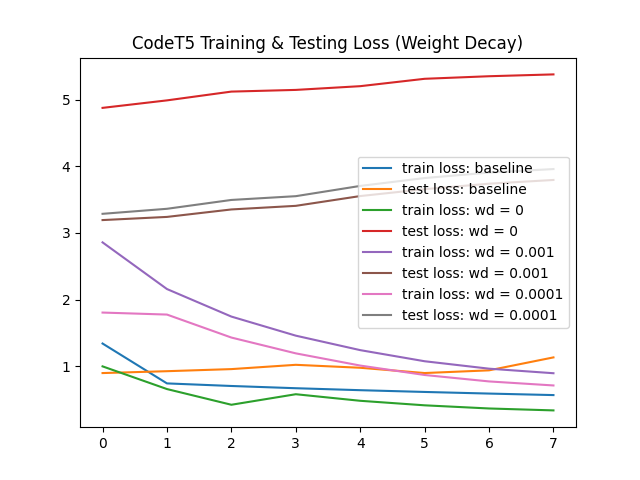 CodeT5 Training & Testing Loss (Weight Decay)
5
4
3
2
1
train loss: baseline
test loss: baseline
train loss: wd = 0
test loss: wd = 0
train loss: wd = 0.001
test loss: wd = 0.001
train loss: wd = 0.0001
test loss: wd = 0.0001
0 1 2 3 4 5 6 7